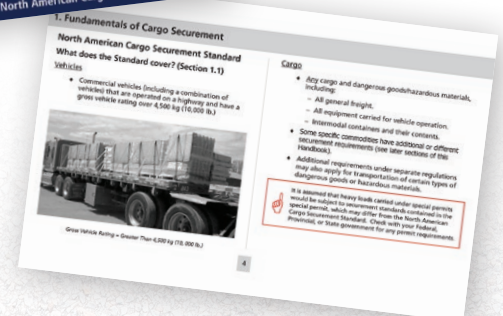 North American
1. Fundamentals of Cargo Securement
North American Cargo Securement Standard
What does the Standard cover? (Section 1.1)
Vehicles
• Commercial vehicles (including a combination of
vehicles) that are operated on a highway and have a
gross vehicle rating over 4,500 kg (10,000 lb.)
Gross Vehicle Rating = Greater Than 4,500 kg (10,000 lb.)
Cargo
• Any cargo and dangerous goods/hazardous materials,
including:
– All general freight.
– All equipment carried for vehicle operation.
– Intermodal containers and their contents.
• Some specific commodities have additional or different
securement requirements (see later sections of this
Handbook).
• Additional requirements under separate regulations
may also apply for transportation of certain types of
dangerous goods or hazardous materials.
It is assumed that heavy loads carried under special permits
would be subject to securement standards contained in the
special permit, which may differ from the North American
Cargo Securement Standard. Check with your Federal,
Provincial, or State government for any permit requirements.
4